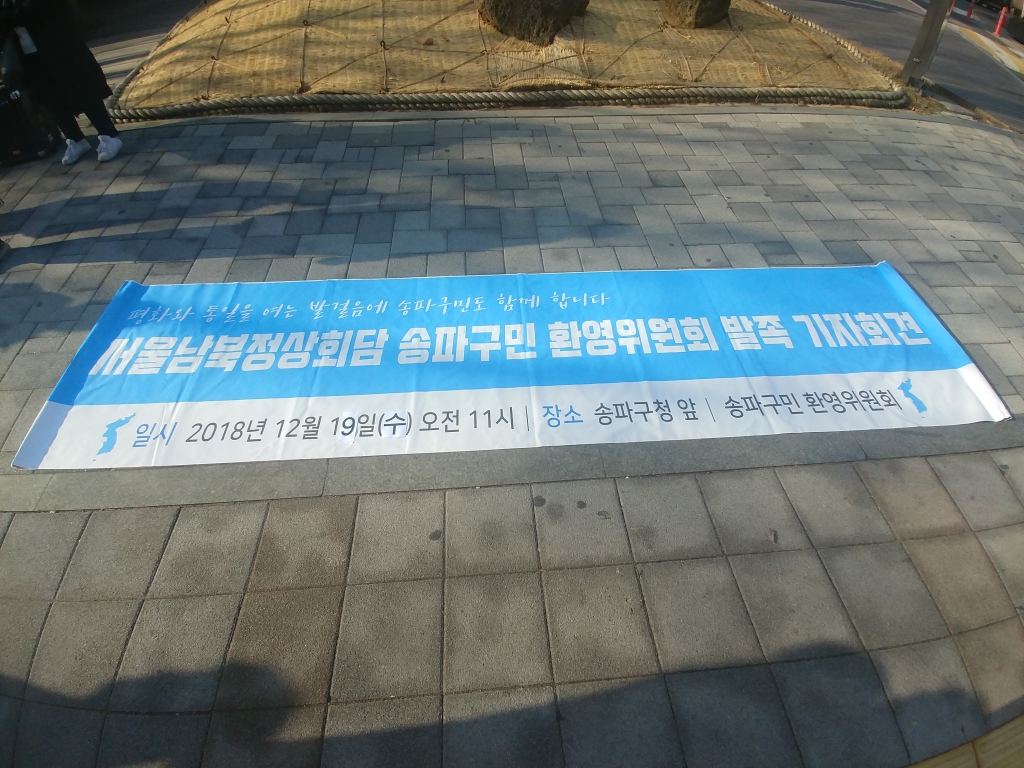 평화와 통일을 여는 발걸음에 송파구민도 함께 합니다
서울남북정상회담 송파구민 환영위원회 발족 기자회견
일시 2018년 12월 19일(수) 오전 11시 | 장소 송파구청 앞 | 송파구민 환영위원회